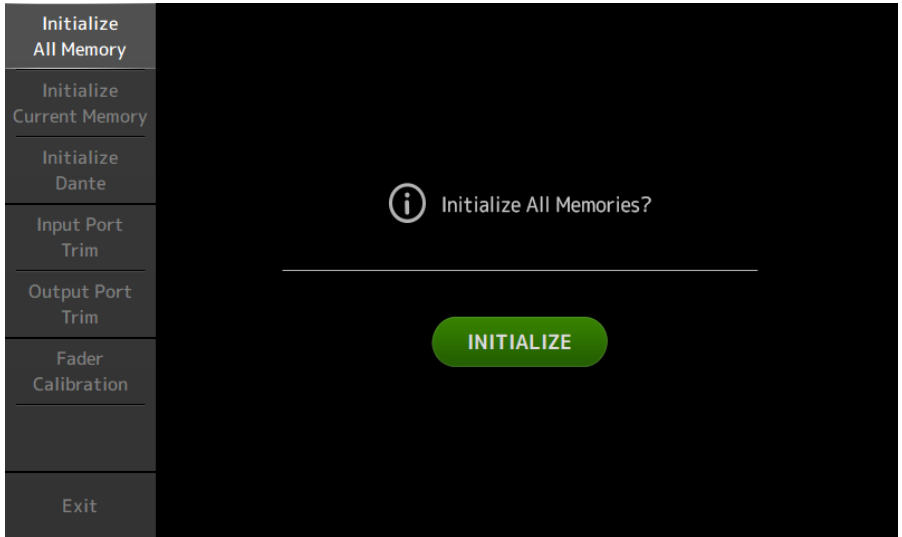 Initialize
All Memory
Initialize
Current Memory
Initialize
Dante
Input Port
Trim
Output Port
Trim
Fader
Calibration
Exit
Initialize All Memories?
INITIALIZE